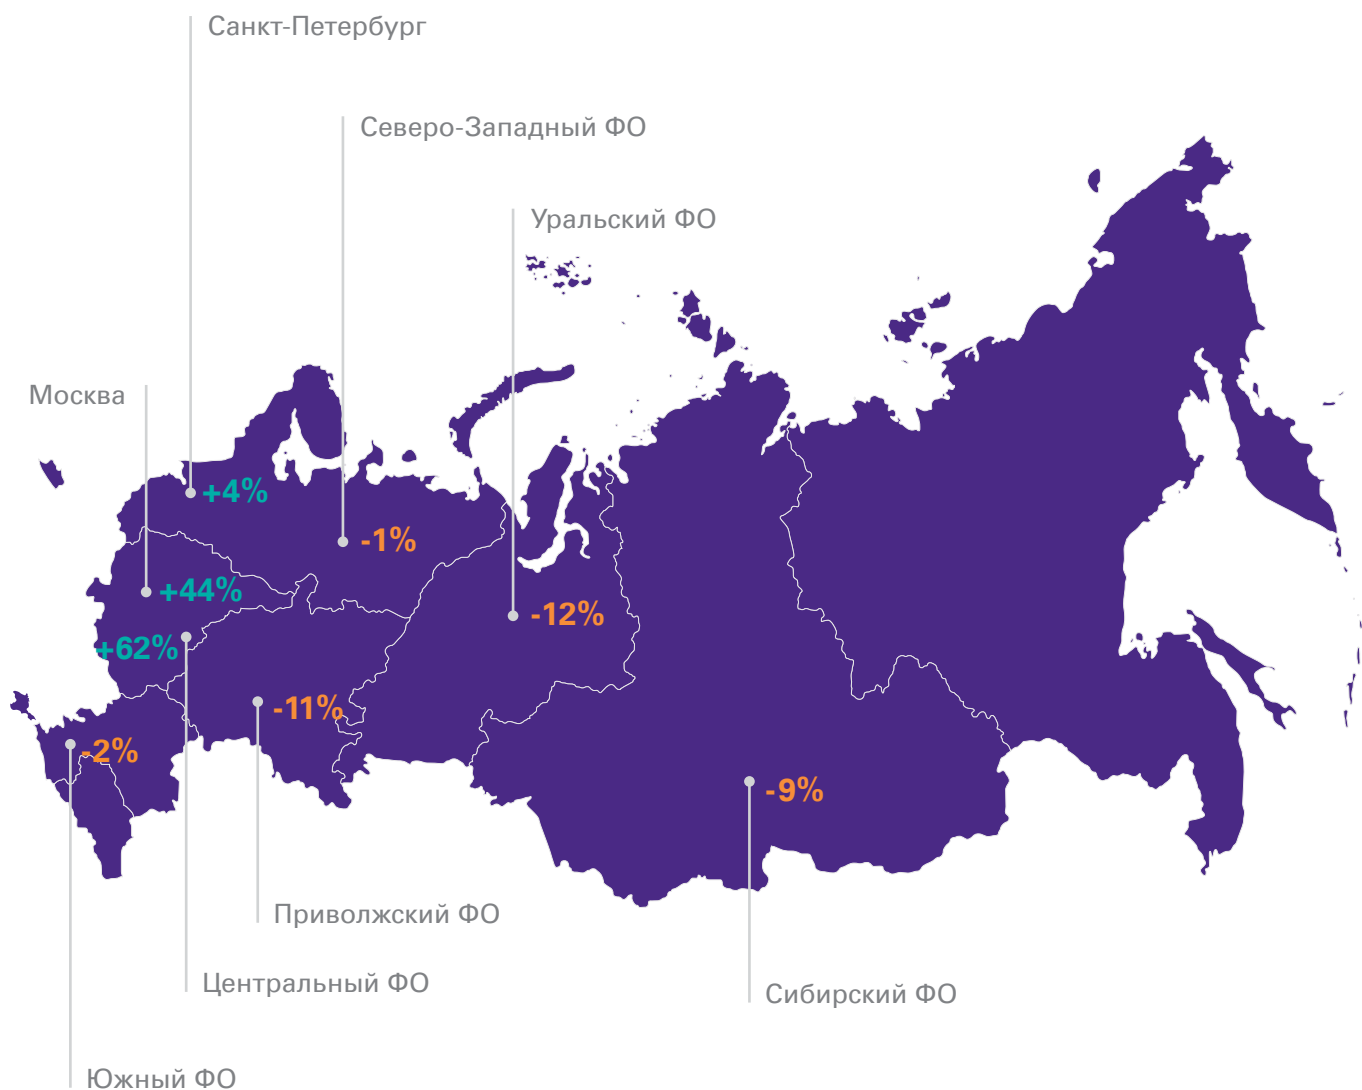 Санкт-Петербург
Северо-Западный ФО
Уральский ФО
Москва
+4%
-1%
+44%
-12%
+62%
-11%
-2%
-9%
Приволжский ФО
Центральный ФО
Сибирский ФО
Южный ФО